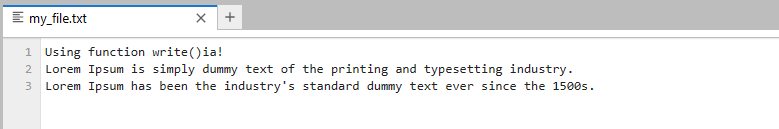 my_file.txt
1 Using function write()ia!
2 Lorem Ipsum is simply dummy text of the printing and typesetting industry.
3 Lorem Ipsum has been the industry's standard dummy text ever since the 1500s.